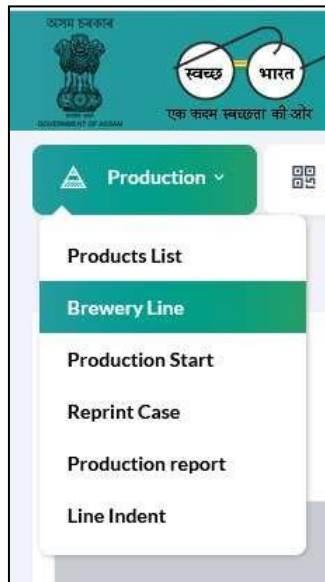 অসম চৰকাৰ
GOVERNMENT OF ASSAM
स्वच्छ भारत
एक कदम स्वच्छता की ओर
Production
Products List
Brewery Line
Production Start
Reprint Case
Production report
Line Indent